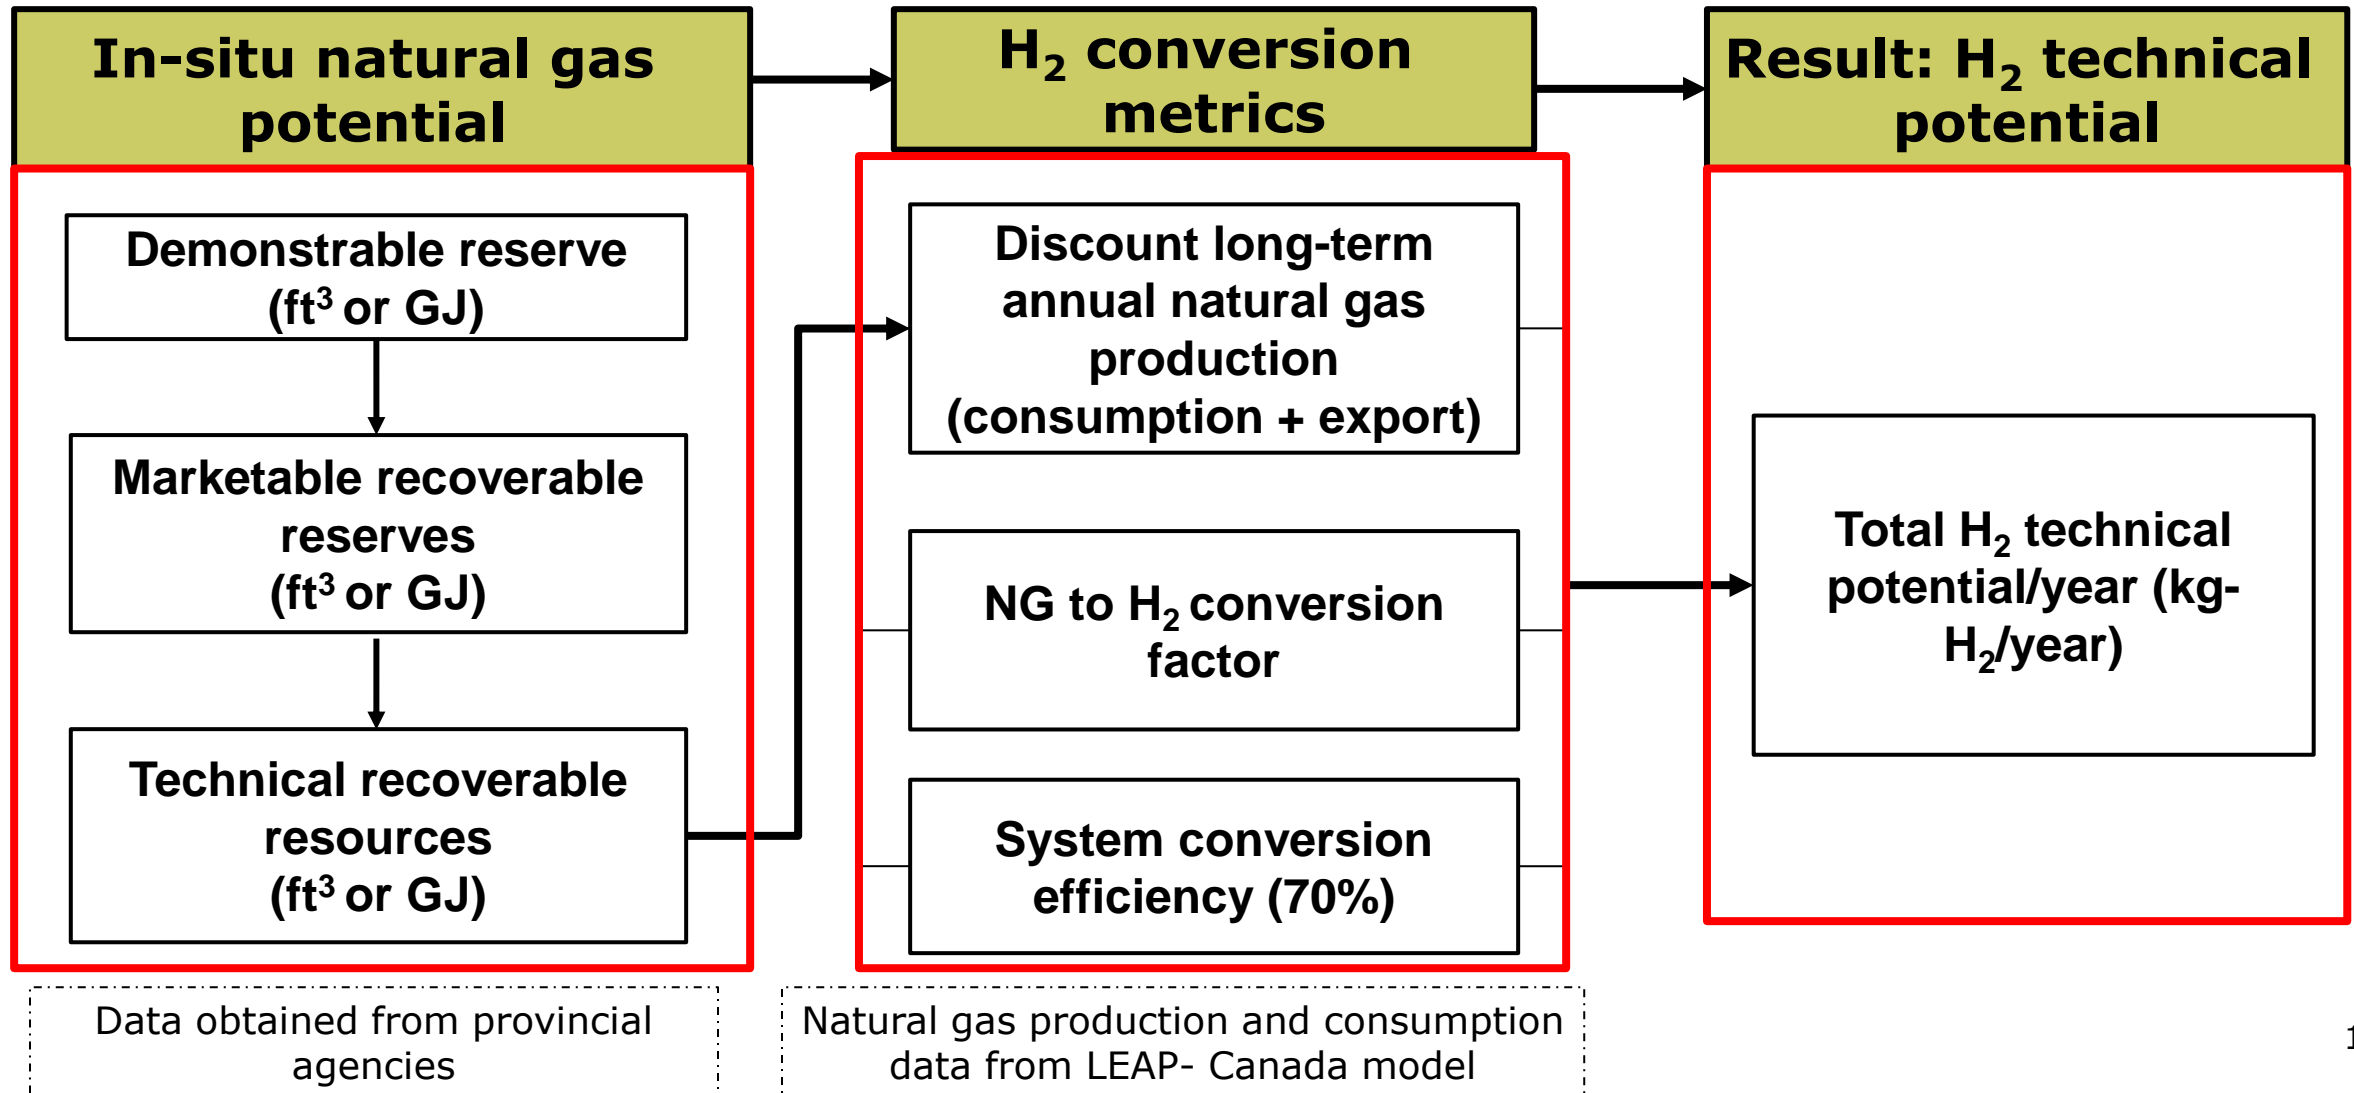 In-situ natural gas
potential
H₂ conversion
metrics
Result: H₂ technical
potential
Demonstrable reserve
(ft³ or GJ)
Marketable recoverable
reserves
(ft³ or GJ)
Technical recoverable
resources
(ft³ or GJ)
Data obtained from provincial
agencies
Discount long-term
annual natural gas
production
(consumption + export)
NG to H₂ conversion
factor
System conversion
efficiency (70%)
Natural gas production and consumption
data from LEAP- Canada model
Total H₂ technical
potential/year (kg-
H₂/year)